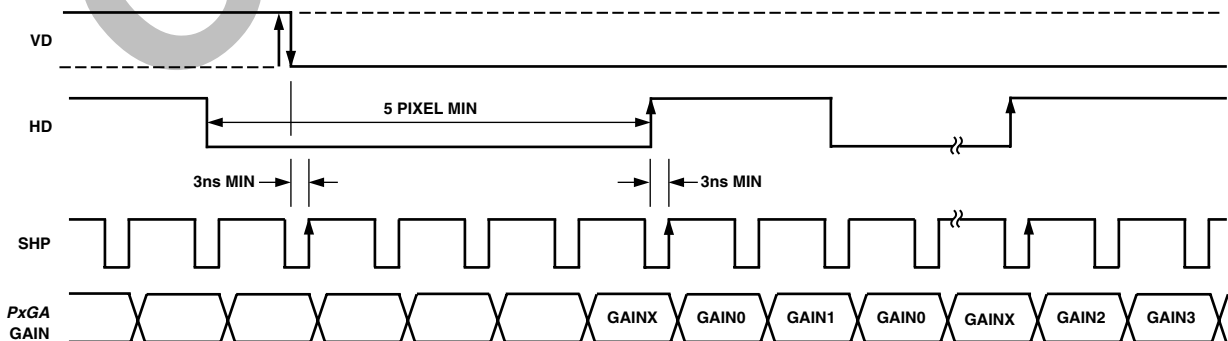 VD
HD
5 PIXEL MIN
3ns MIN
3ns MIN
SHP
PxGA
GAIN
GAINX GAIN0 GAIN1 GAIN0 GAINX GAIN2 GAIN3